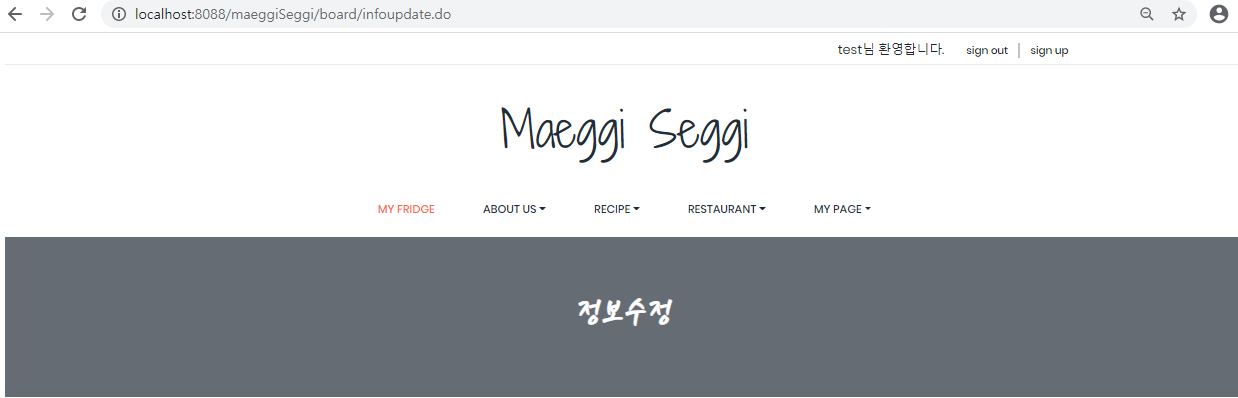 localhost:8088/maeggiSeggi/board/infoupdate.do
test님 환영합니다. sign out | sign up
Maeggi Seggi
MY FRIDGE ABOUT US RECIPE RESTAURANT MY PAGE
정보수정